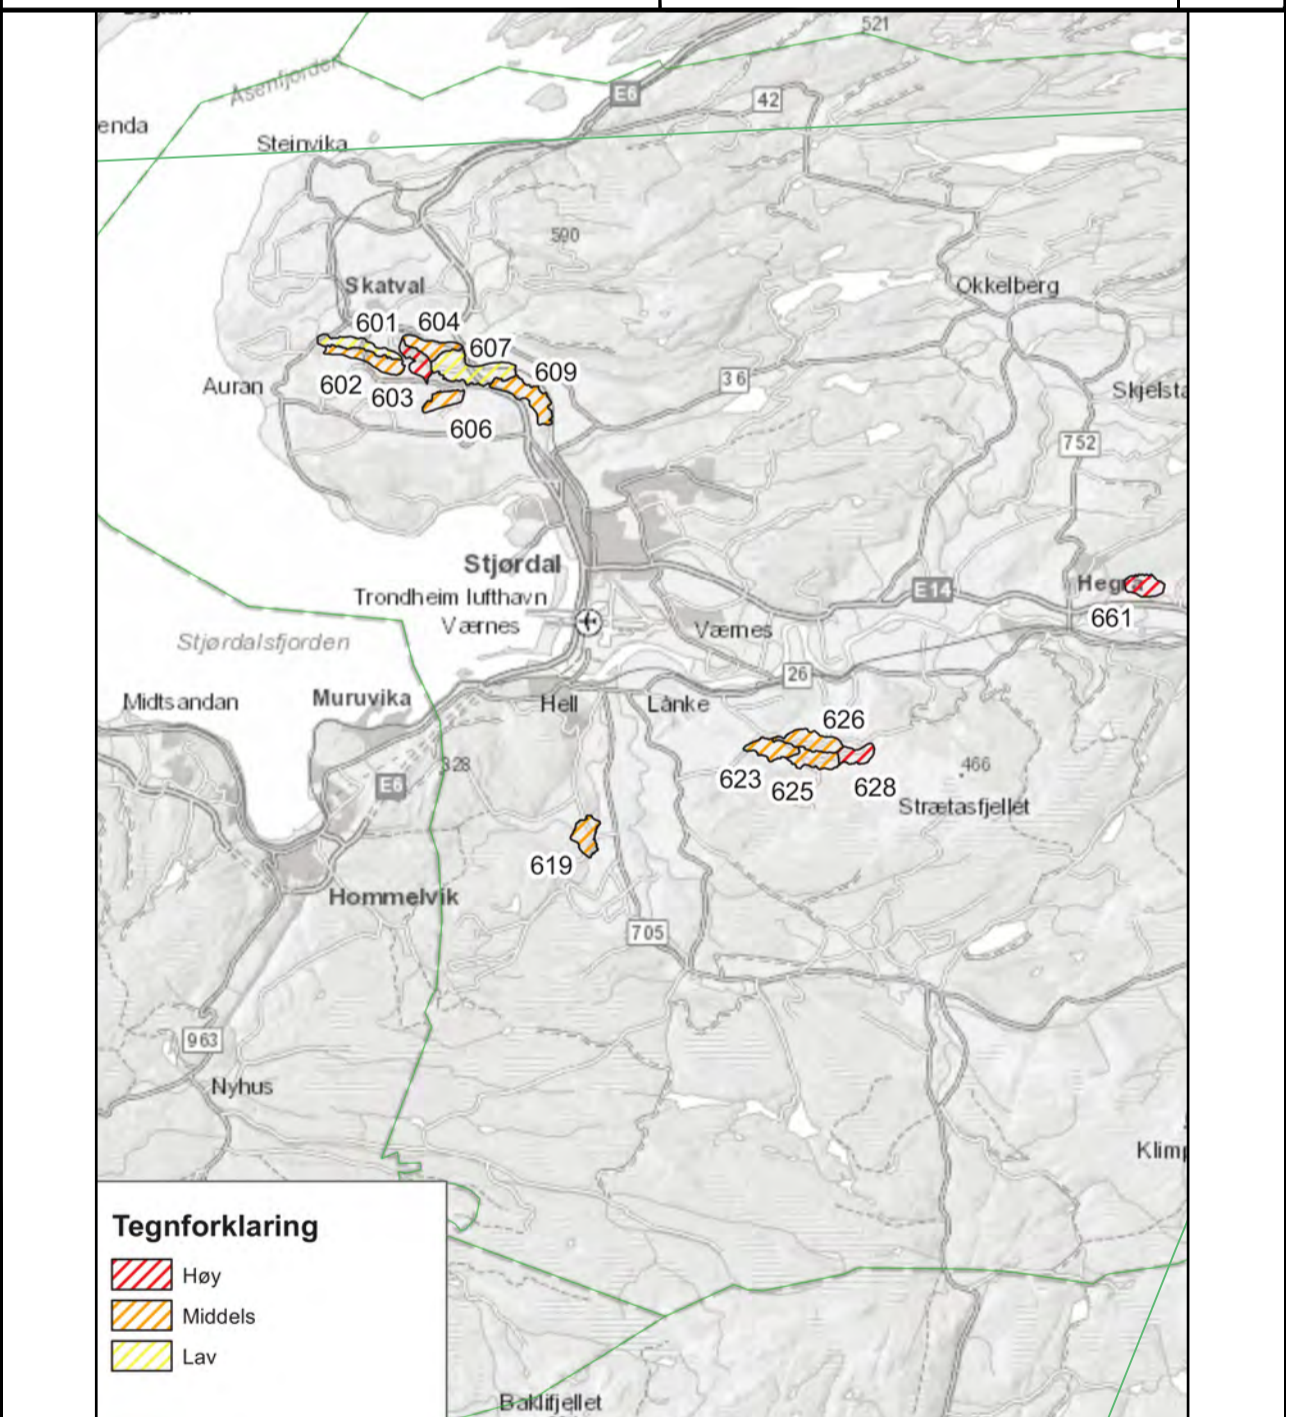 521
Åsenfjorden
E6
42
enda
Steinvika
590
Skatval
Okkelberg
601
604
607
609
36
Auran
602
603
Skjelsta
606
752
Stjørdal
Hegra
E14
Trondheim lufthavn
Værnes
661
Værnes
Stjørdalsfjorden
26
Midtsandan
Muruvika
Hell
Lånke
626
328
466
623
625
628
E6
Strætasfjellet
619
Hommelvik
705
963
Nyhus
Klimp
Tegnforklaring
Høy
Middels
Lav
Baklifjellet